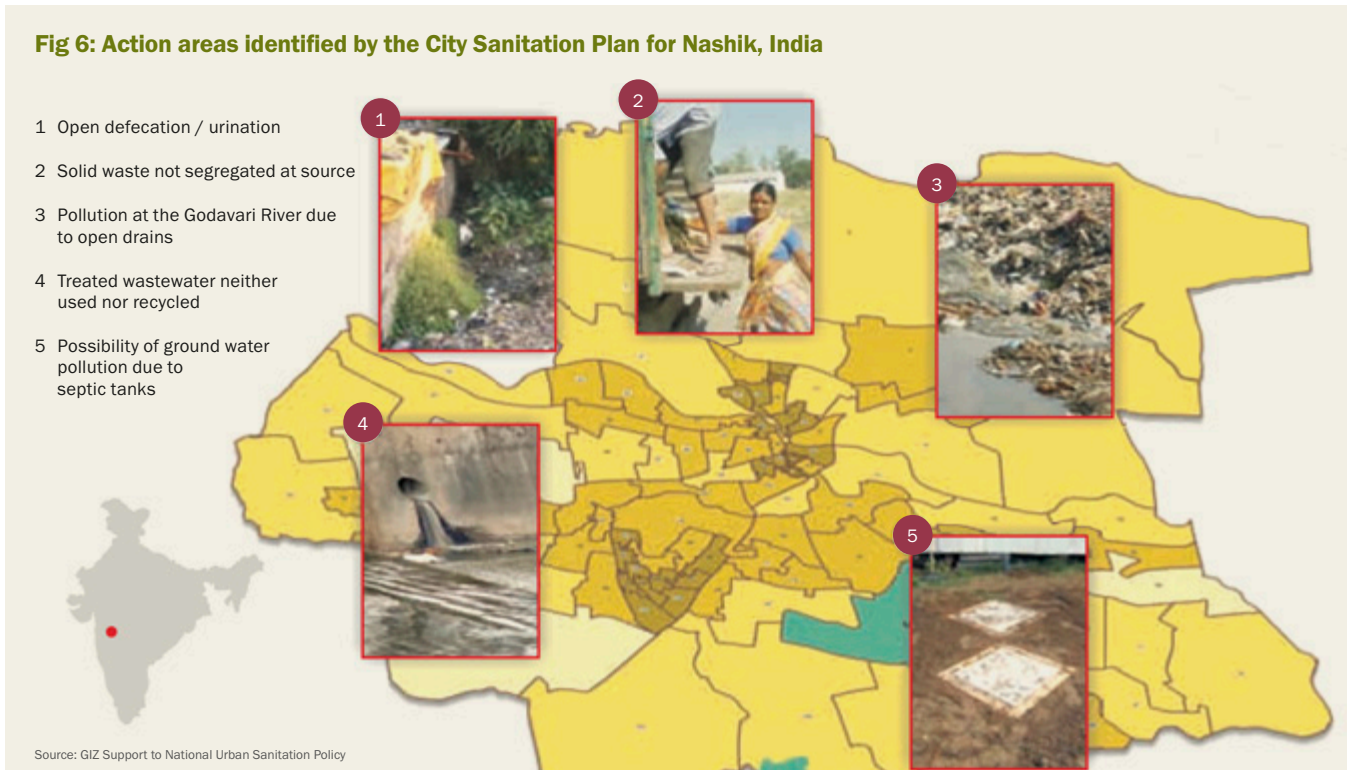 Fig 6: Action areas identified by the City Sanitation Plan for Nashik, India
1 Open defecation / urination
2 Solid waste not segregated at source
3 Pollution at the Godavari River due
to open drains
4 Treated wastewater neither
used nor recycled
5 Possibility of ground water
pollution due to
septic tanks
1
2
3
4
5
Source: GIZ Support to National Urban Sanitation Policy